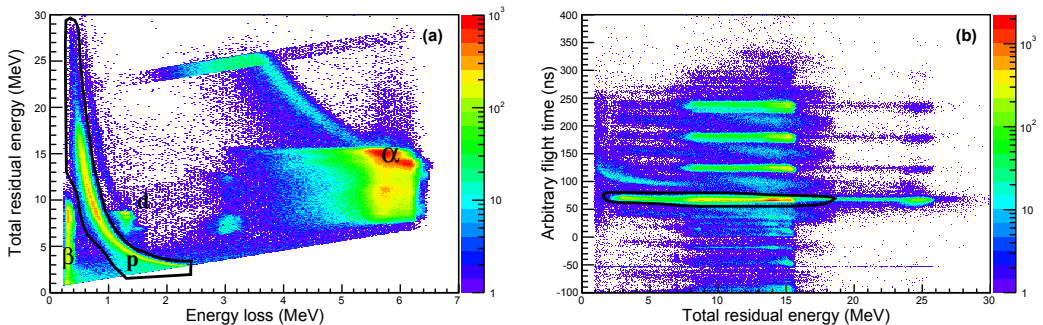 (a)
Total residual energy (MeV)
30
25
20
15
10
5
0
α
d
β
p
0 1 2 3 4 5 6 7
Energy loss (MeV)
10³
10²
10
1
(b)
Arbitrary flight time (ns)
400
350
300
250
200
150
100
50
0
-50
-100
0 5 10 15 20 25 30
Total residual energy (MeV)
10³
10²
10
1